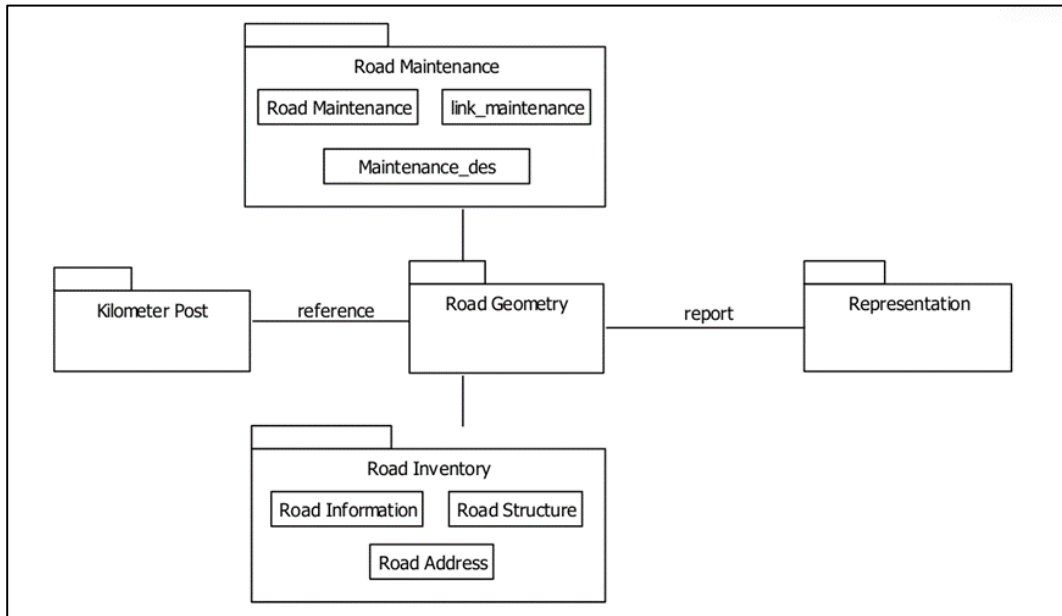 Road Maintenance
Road Maintenance
link_maintenance
Maintenance_des
Kilometer Post
reference
Road Geometry
report
Representation
Road Inventory
Road Information
Road Structure
Road Address